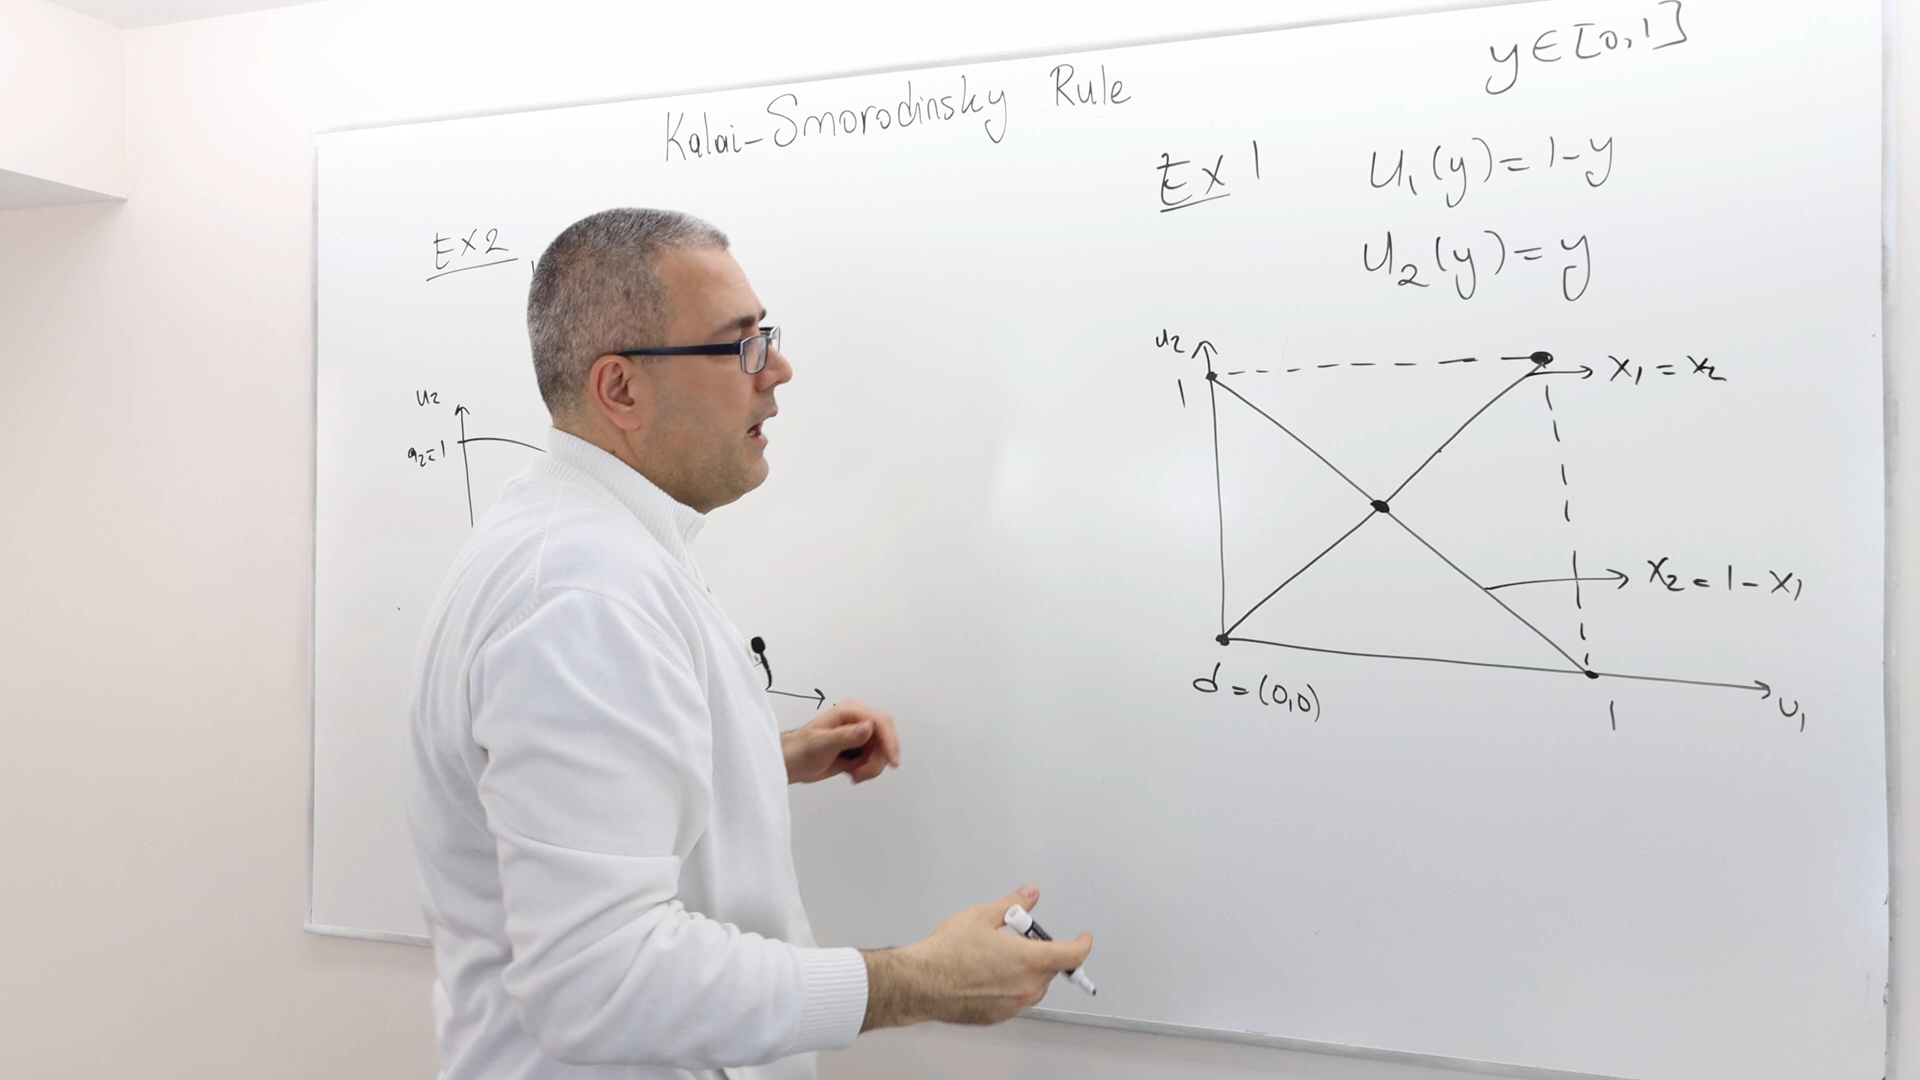 y ∈ [0,1]
Kalai-Smorodinsky Rule
Ex 1
U₁(y) = 1-y
U₂(y) = y
EX2
u₂
a₂=1
u₂
1
x₁ = x₂
x₂ = 1 - x₁
d = (0,0)
1
U₁